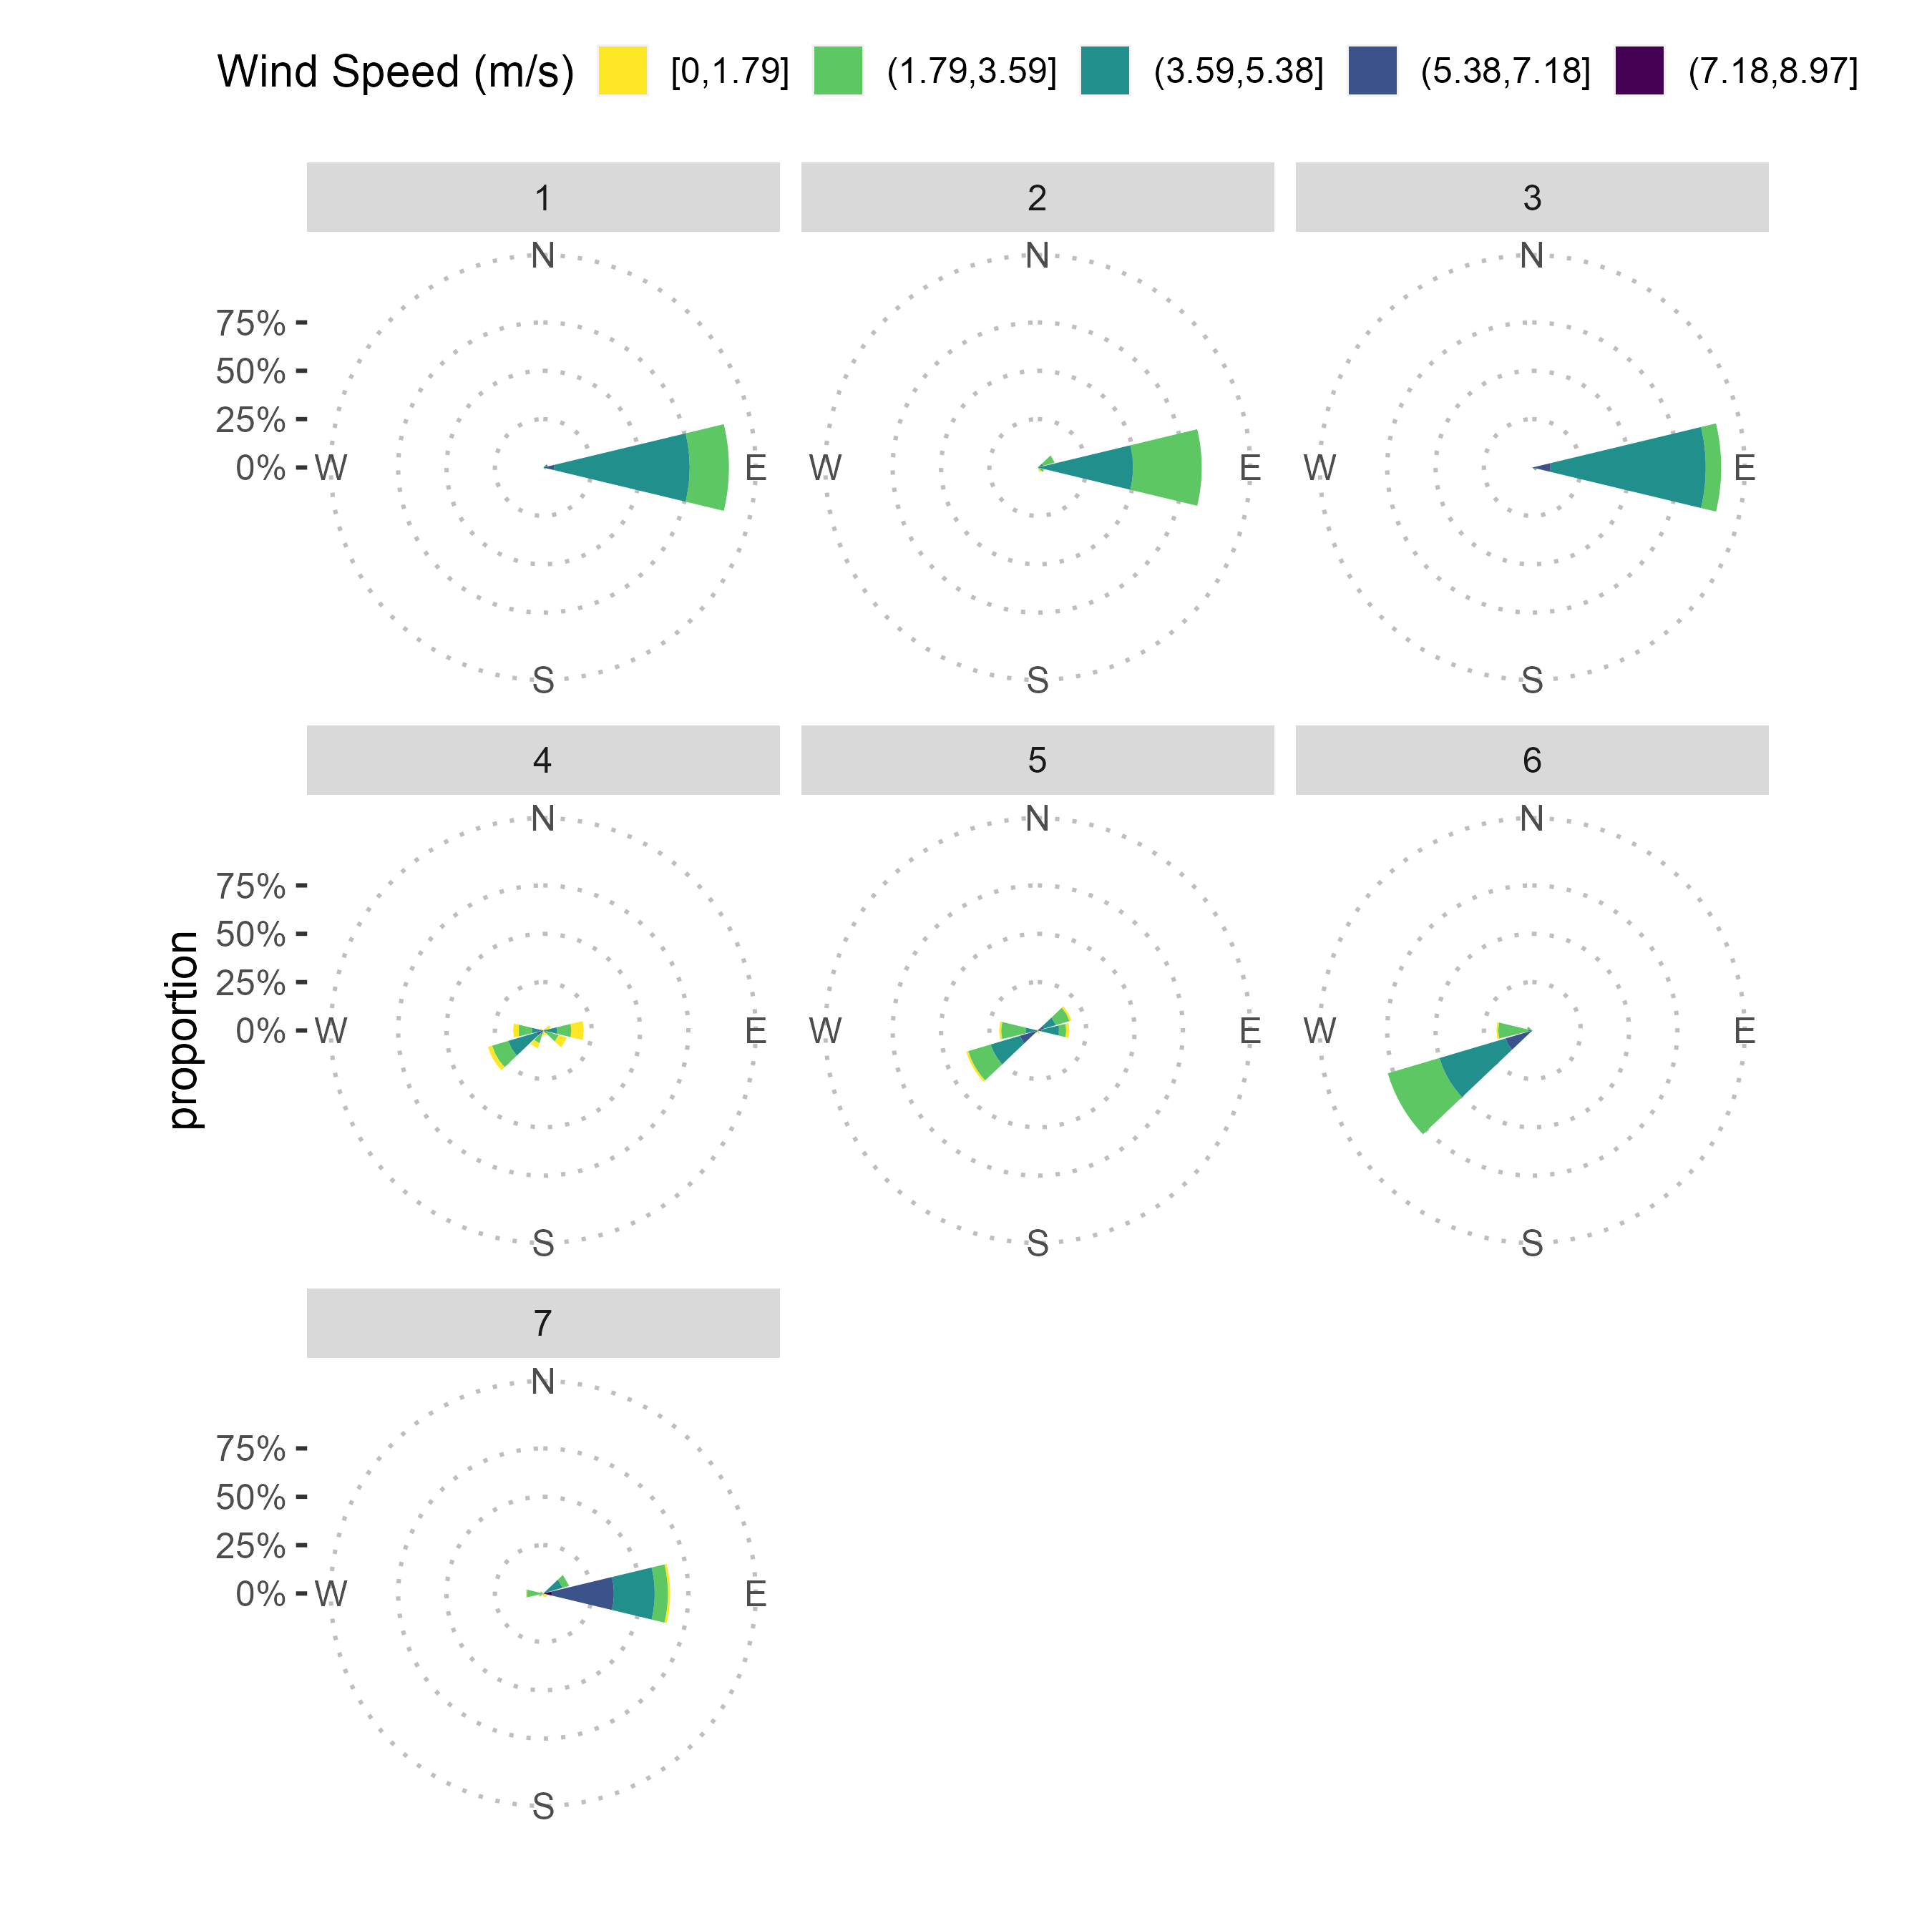 Wind Speed (m/s) [0,1.79] (1.79,3.59] (3.59,5.38] (5.38,7.18] (7.18,8.97]
1 2 3
N N N
75%
50%
25%
0% W E W E W E
S S S
4 5 6
N N N
75%
50%
25%
0% W E W E W E
S S S
proportion
7
N
75%
50%
25%
0% W E
S